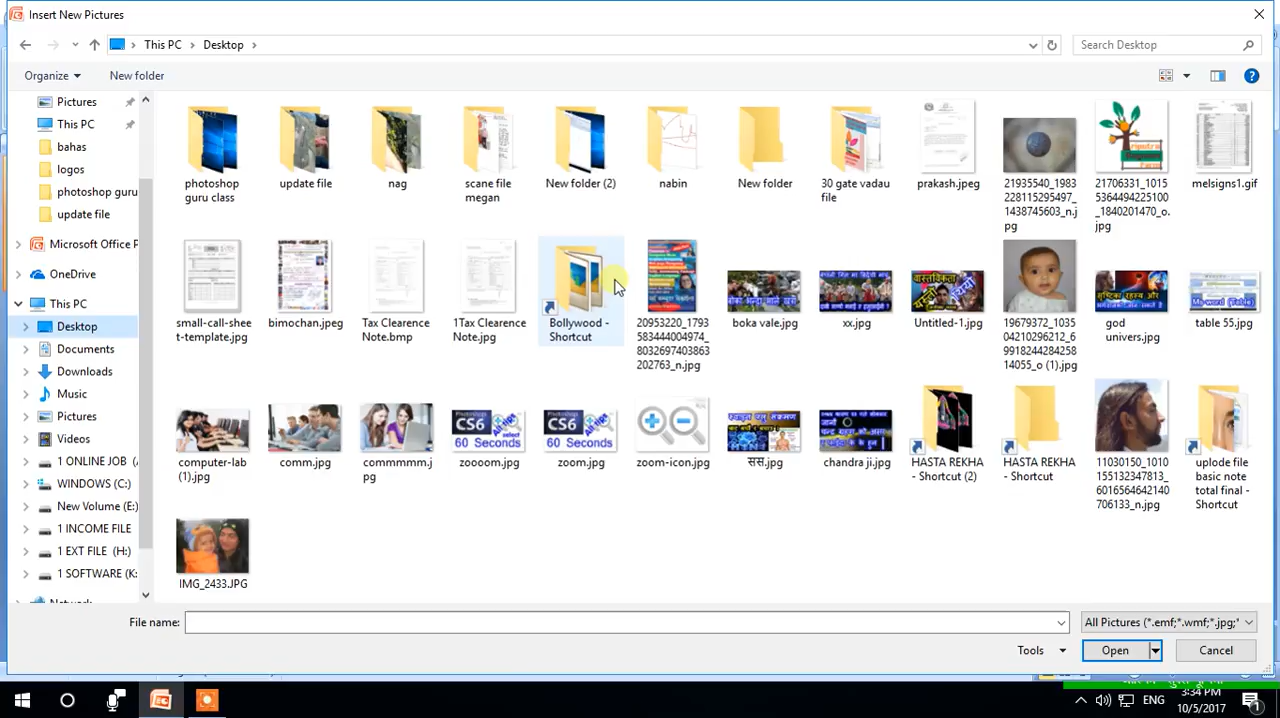 Insert New Pictures
This PC
Desktop
Search Desktop
Organize
New folder
Pictures
This PC
bahas
logos
photoshop guru
update file
Microsoft Office P
OneDrive
This PC
Desktop
Documents
Downloads
Music
Pictures
Videos
1 ONLINE JOB (
WINDOWS (C:)
New Volume (E:)
1 INCOME FILE
1 EXT FILE (H:)
1 SOFTWARE (K:
photoshop
guru class
update file
nag
scane file
megan
New folder (2)
nabin
New folder
30 gate vadau
file
prakash.jpeg
21935540_1983
228115295497_
1438745603_n.j
pg
21706331_1015
5364494225100
_1840201470_o.
jpg
melsigns1.gif
small-call-shee
t-template.jpg
bimochan.jpeg
Tax Clearence
Note.bmp
1Tax Clearence
Note.jpg
Bollywood -
Shortcut
20953220_1793
583444004974_
8032697403863
202763_n.jpg
boka vale.jpg
xx.jpg
Untitled-1.jpg
19679372_1035
04210296212_6
9918244284258
14055_o (1).jpg
god
univers.jpg
Ms word (Table)
table 55.jpg
computer-lab
(1).jpg
comm.jpg
commmmm.j
pg
CS6
60 Seconds
zoooom.jpg
CS6
60 Seconds
zoom.jpg
zoom-icon.jpg
सस.jpg
chandra ji.jpg
HASTA REKHA
- Shortcut (2)
HASTA REKHA
- Shortcut
11030150_1010
155132347813_
6016564642140
706133_n.jpg
uplode file
basic note
total final -
Shortcut
IMG_2433.JPG
File name:
All Pictures (*.emf;*.wmf;*.jpg;*
Tools
Open
Cancel
ENG
3:34 PM
10/5/2017